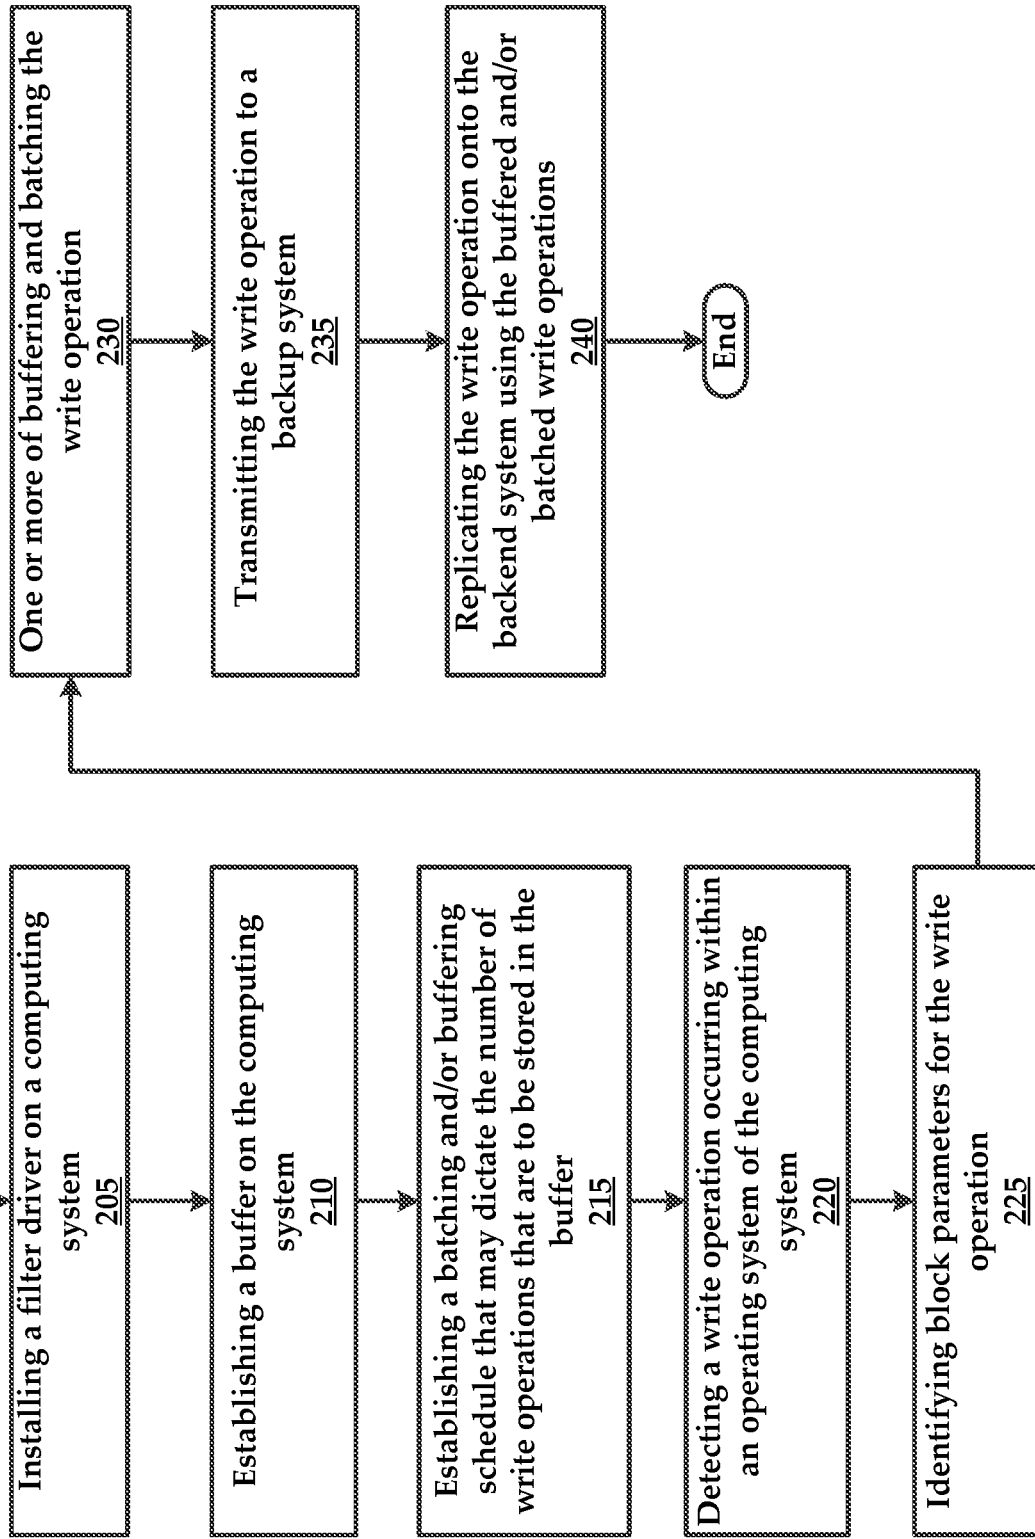 Installing a filter driver on a computing
system
205
Establishing a buffer on the computing
system
210
Establishing a batching and/or buffering
schedule that may dictate the number of
write operations that are to be stored in the
buffer
215
Detecting a write operation occurring within
an operating system of the computing
system
220
Identifying block parameters for the write
operation
225
One or more of buffering and batching the
write operation
230
Transmitting the write operation to a
backup system
235
Replicating the write operation onto the
backend system using the buffered and/or
batched write operations
240
End